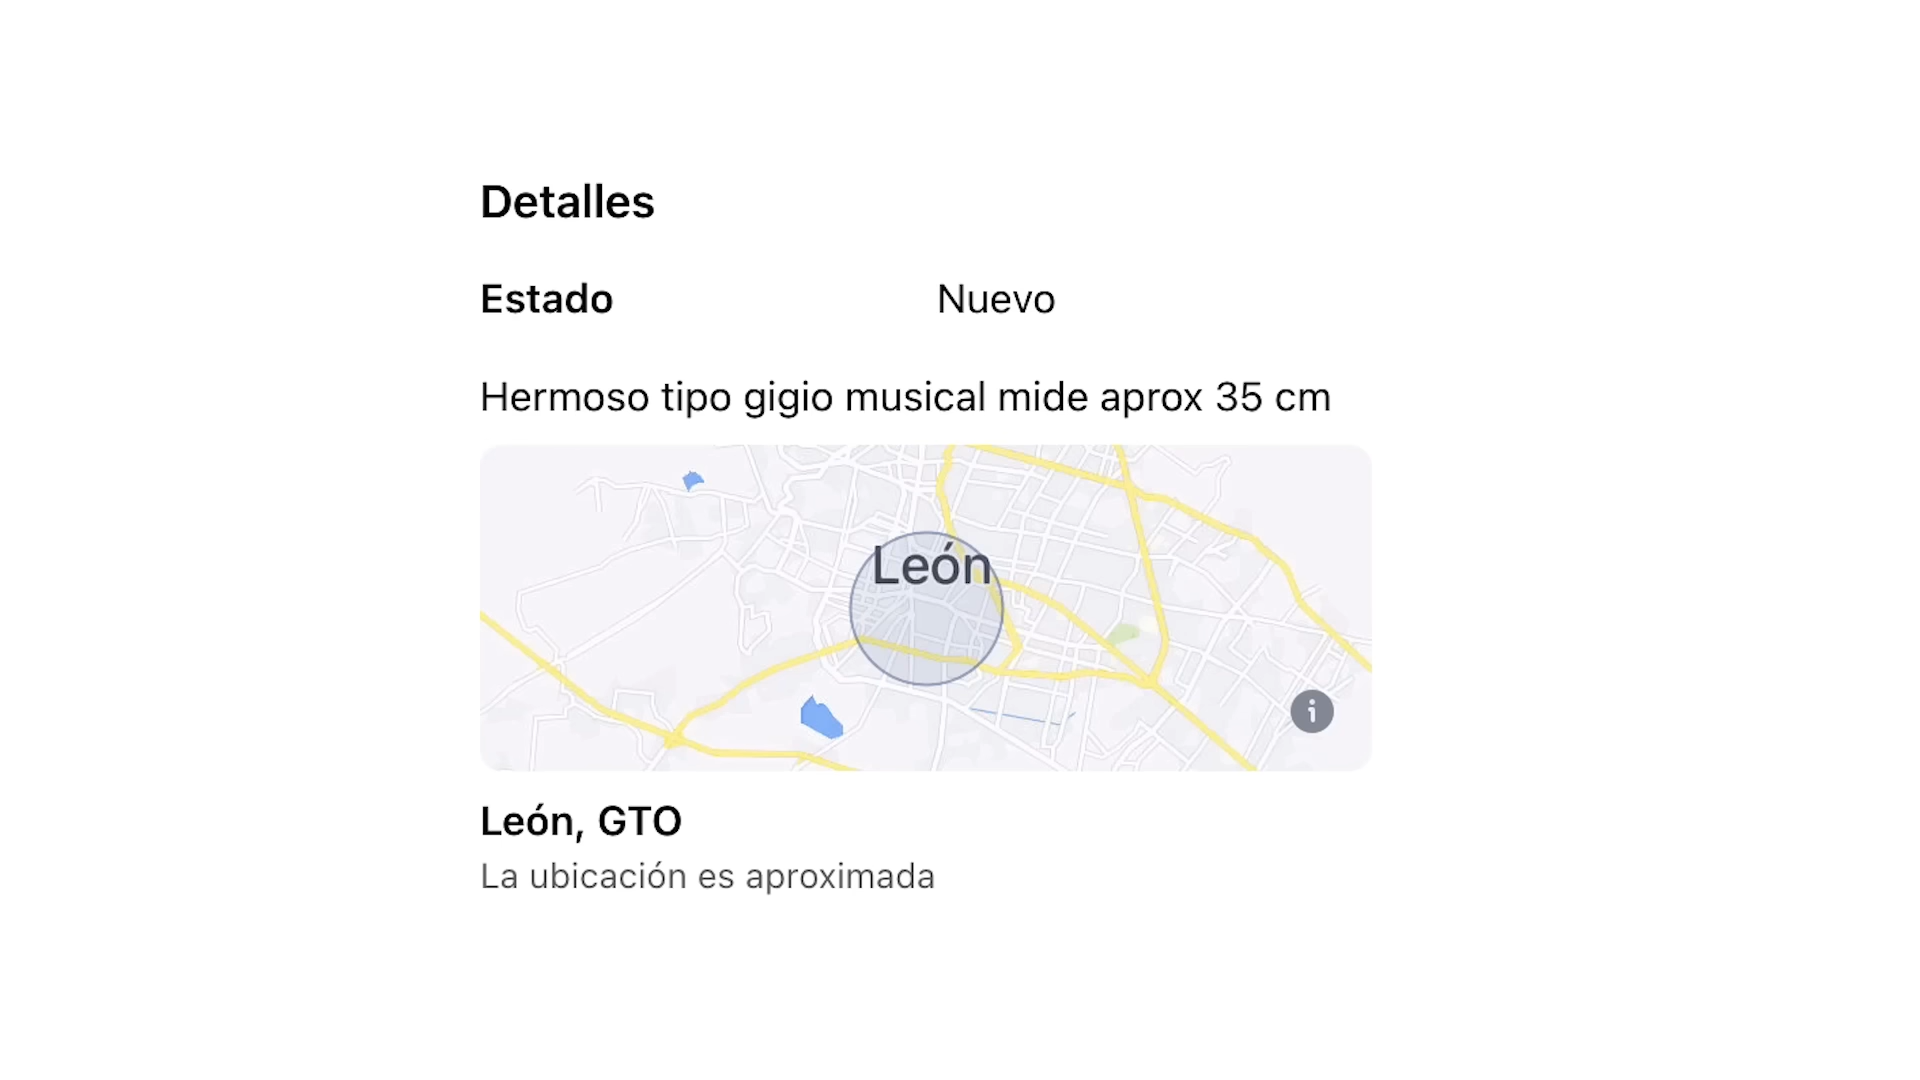 Detalles
Estado Nuevo
Hermoso tipo gigio musical mide aprox 35 cm
León
León, GTO
La ubicación es aproximada